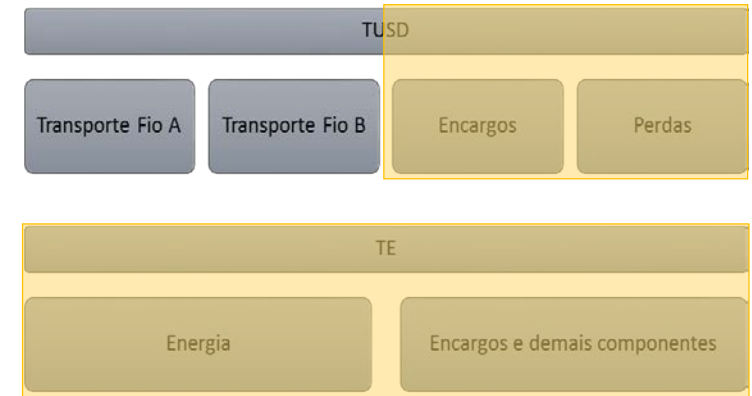 TUSD
Transporte Fio A
Transporte Fio B
Encargos
Perdas
TE
Energia
Encargos e demais componentes